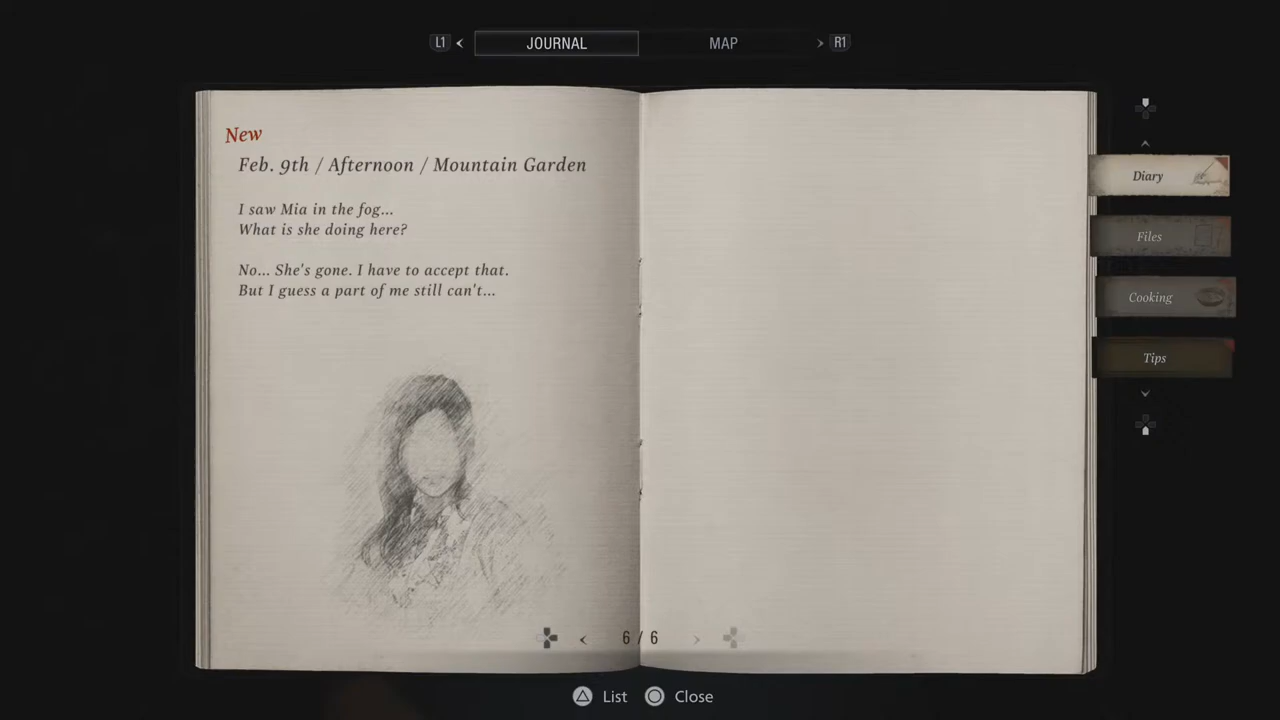 L1 < JOURNAL MAP > R1
New
Feb. 9th / Afternoon / Mountain Garden
I saw Mia in the fog...
What is she doing here?
No... She's gone. I have to accept that.
But I guess a part of me still can't...
Diary
Files
Cooking
Tips
< 6 / 6 >
List Close